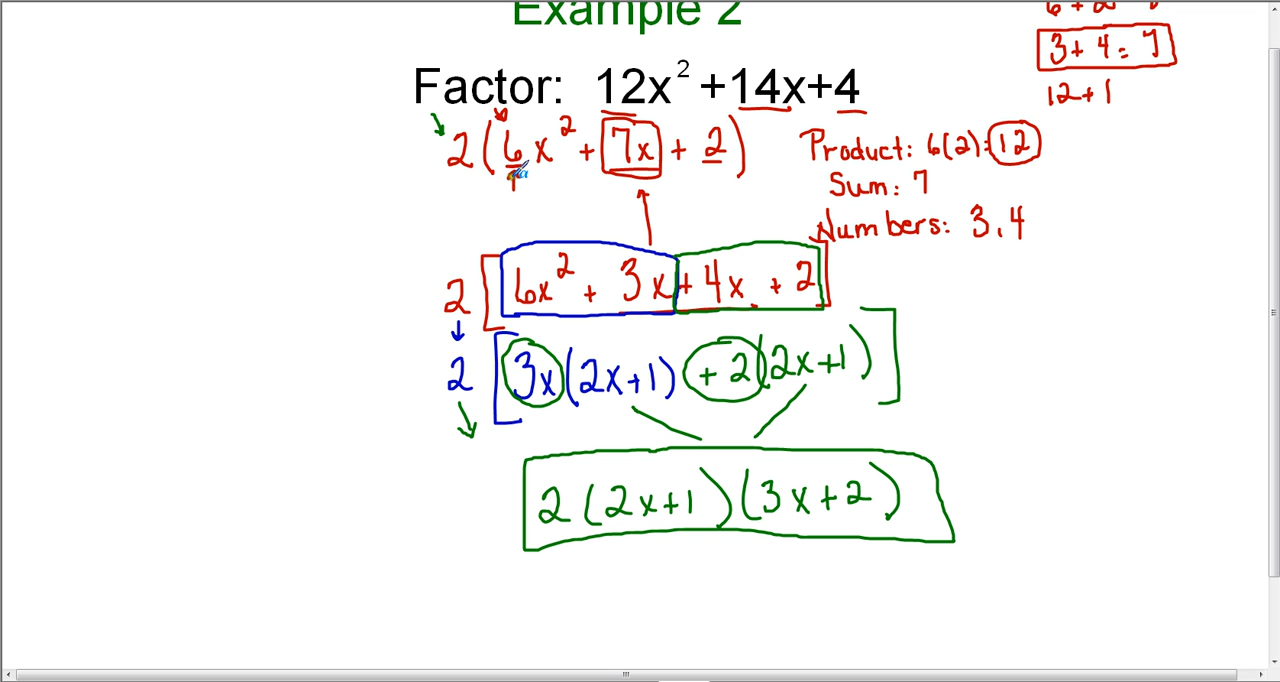 Example 2
3 + 4 = 7
12 + 1
Factor: 12x² +14x+4
2(6x² + 7x + 2)
Product: 6(2): 12
Sum: 7
Numbers: 3, 4
2[6x² + 3x + 4x + 2]
2[3x(2x+1) + 2(2x+1)]
2(2x+1)(3x+2)